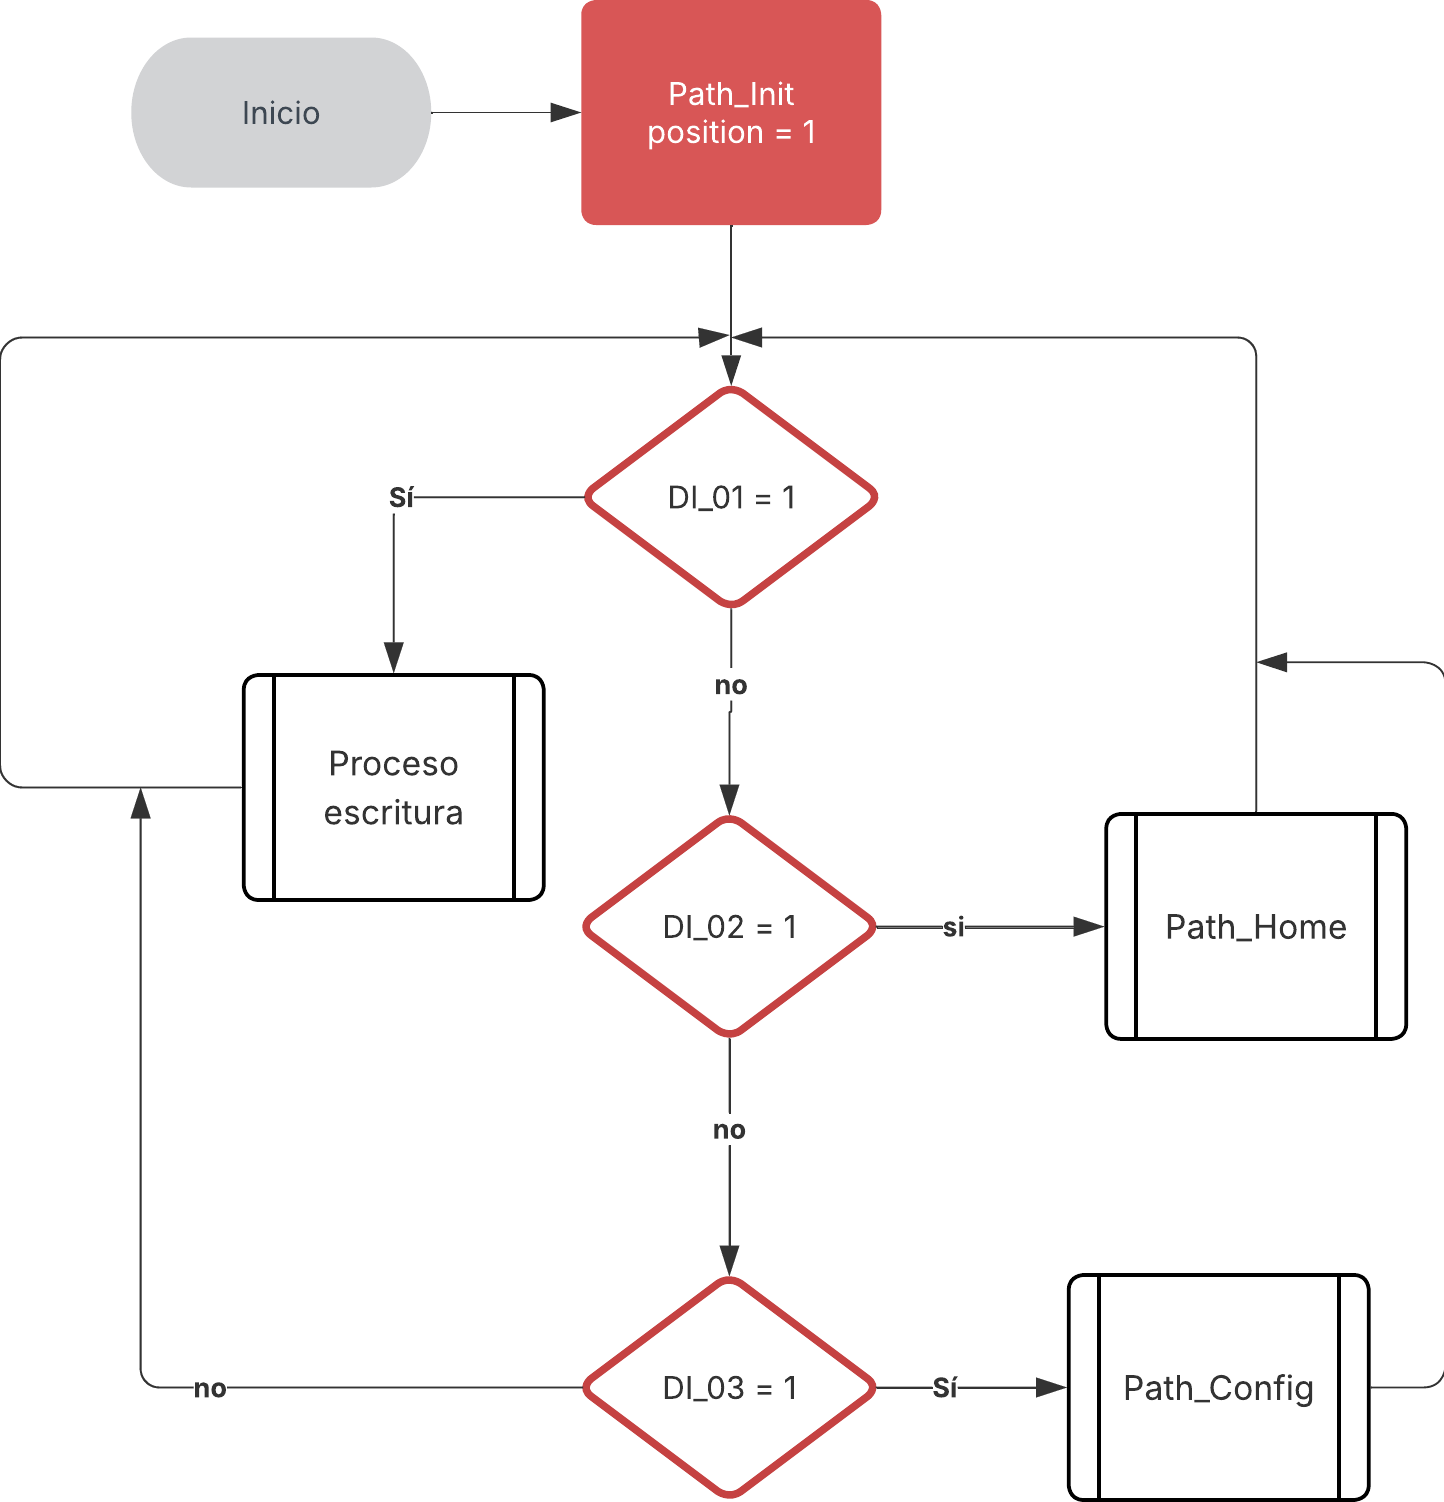 Inicio
Path_Init
position = 1
DI_01 = 1
Sí
no
Proceso
escritura
DI_02 = 1
si
Path_Home
no
DI_03 = 1
no
Sí
Path_Config